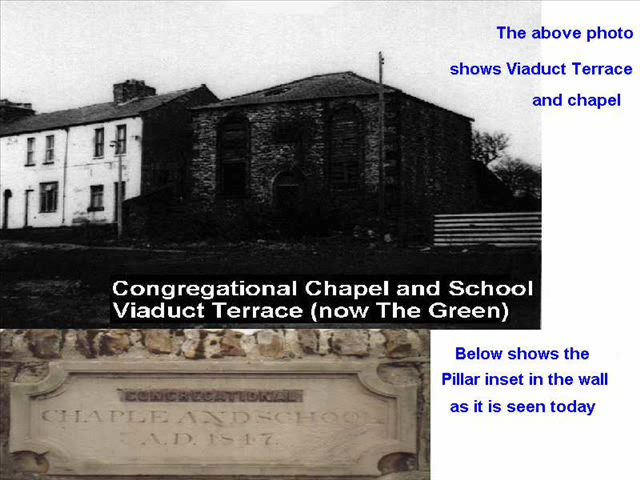 The above photo
shows Viaduct Terrace
and chapel
Congregational Chapel and School
Viaduct Terrace (now The Green)
Below shows the
Pillar inset in the wall
as it is seen today
CONGREGATIONAL
CHAPLE AND SCHOOL
A.D. 1847.